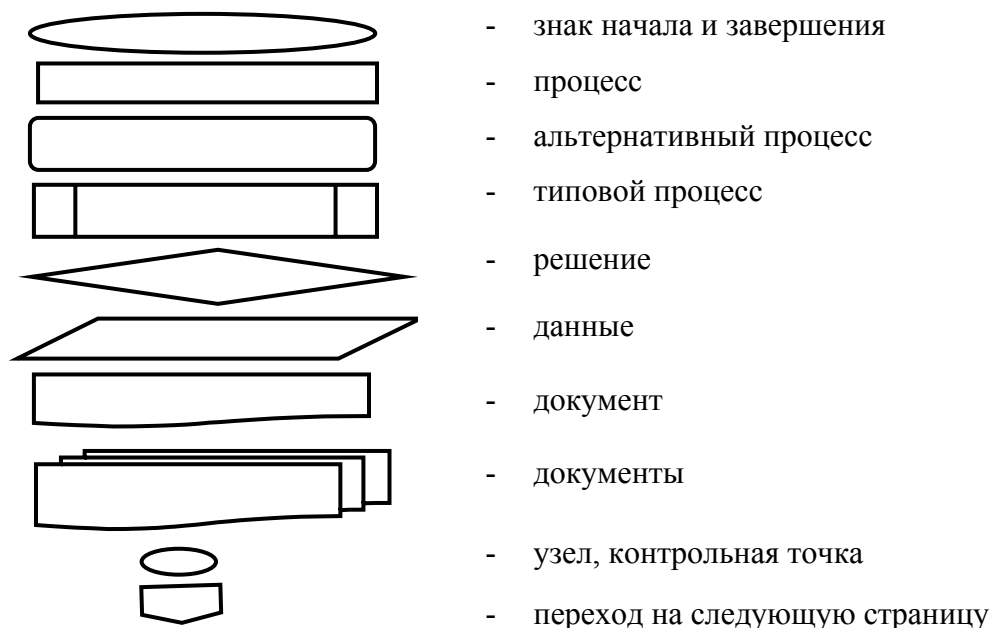 - знак начала и завершения
- процесс
- альтернативный процесс
- типовой процесс
- решение
- данные
- документ
- документы
- узел, контрольная точка
- переход на следующую страницу